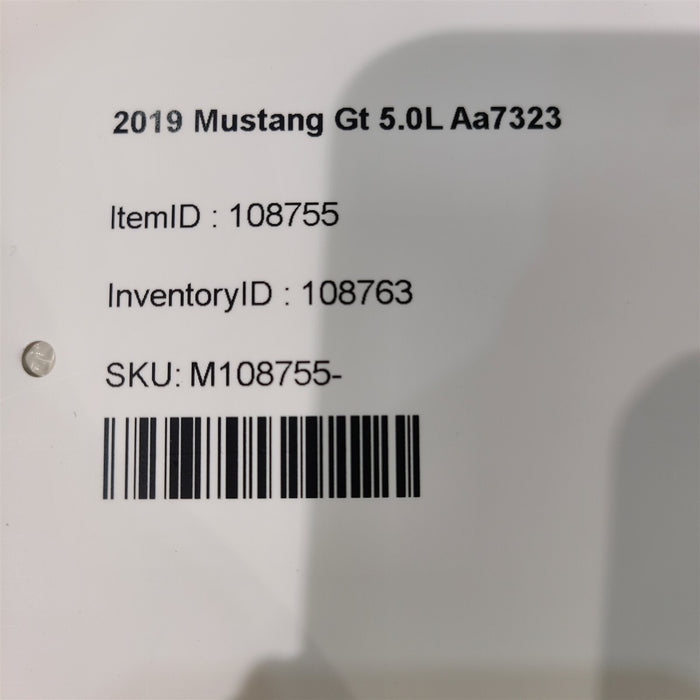 2019 Mustang Gt 5.0L Aa7323
ItemID : 108755
InventoryID : 108763
SKU: M108755-